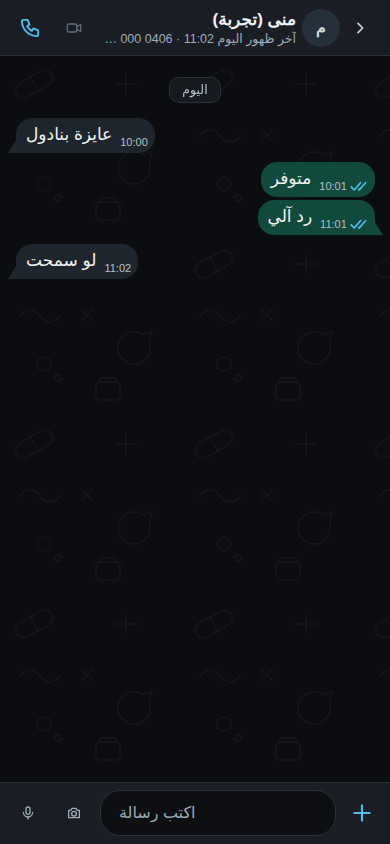 منى (تجربة)
آخر ظهور اليوم 11:02 · 0406 000 ...
اليوم
عايزة بنادول
10:00
متوفر
10:01
رد آلي
11:01
لو سمحت
11:02
اكتب رسالة
م